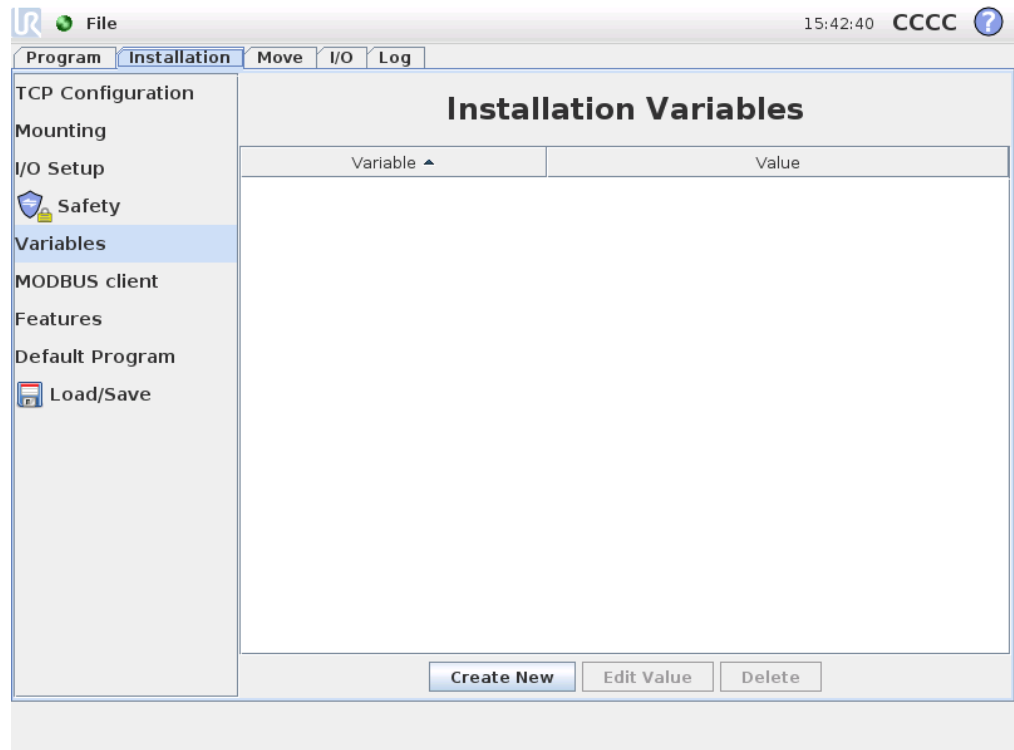 UR File 15:42:40 CCCC ?
Program Installation Move I/O Log
TCP Configuration
Mounting
I/O Setup
Safety
Variables
MODBUS client
Features
Default Program
Load/Save
Installation Variables
Variable Value
Create New Edit Value Delete